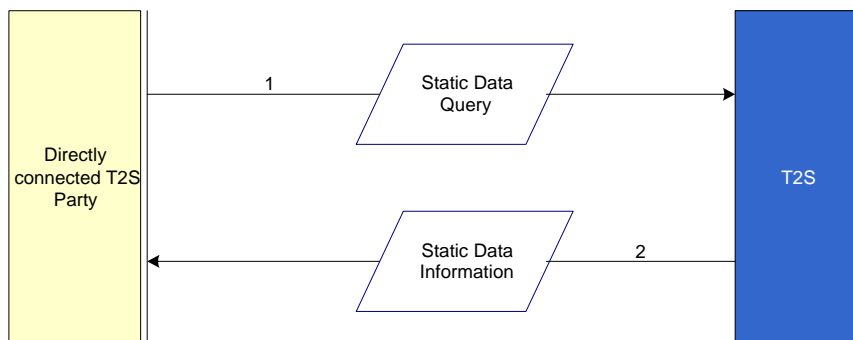 1
Static Data
Query
Directly
connected T2S
Party
T2S
Static Data
Information
2